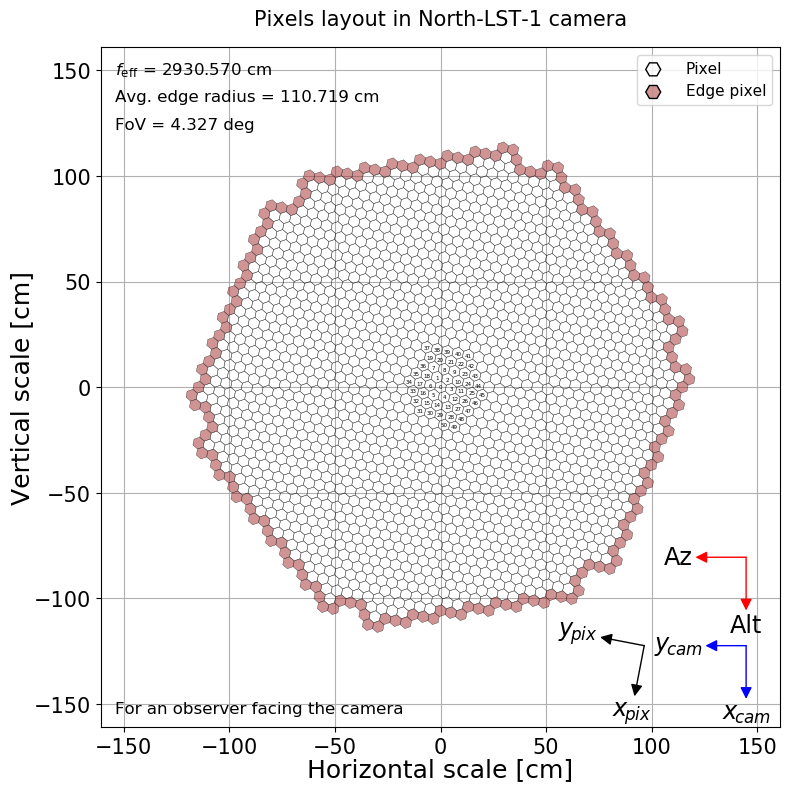 Pixels layout in North-LST-1 camera
f_eff = 2930.570 cm
Avg. edge radius = 110.719 cm
FoV = 4.327 deg
Pixel
Edge pixel
Vertical scale [cm]
150
100
50
0
−50
−100
−150
Az
Alt
y_pix
x_pix
y_cam
x_cam
For an observer facing the camera
−150 −100 −50 0 50 100 150
Horizontal scale [cm]